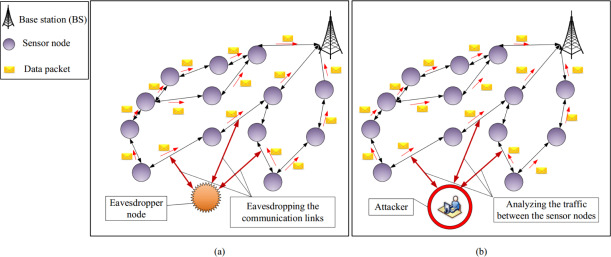 Base station (BS)
Sensor node
Data packet
Eavesdropper
node
Eavesdropping the
communication links
(a)
Attacker
Analyzing the traffic
between the sensor nodes
(b)